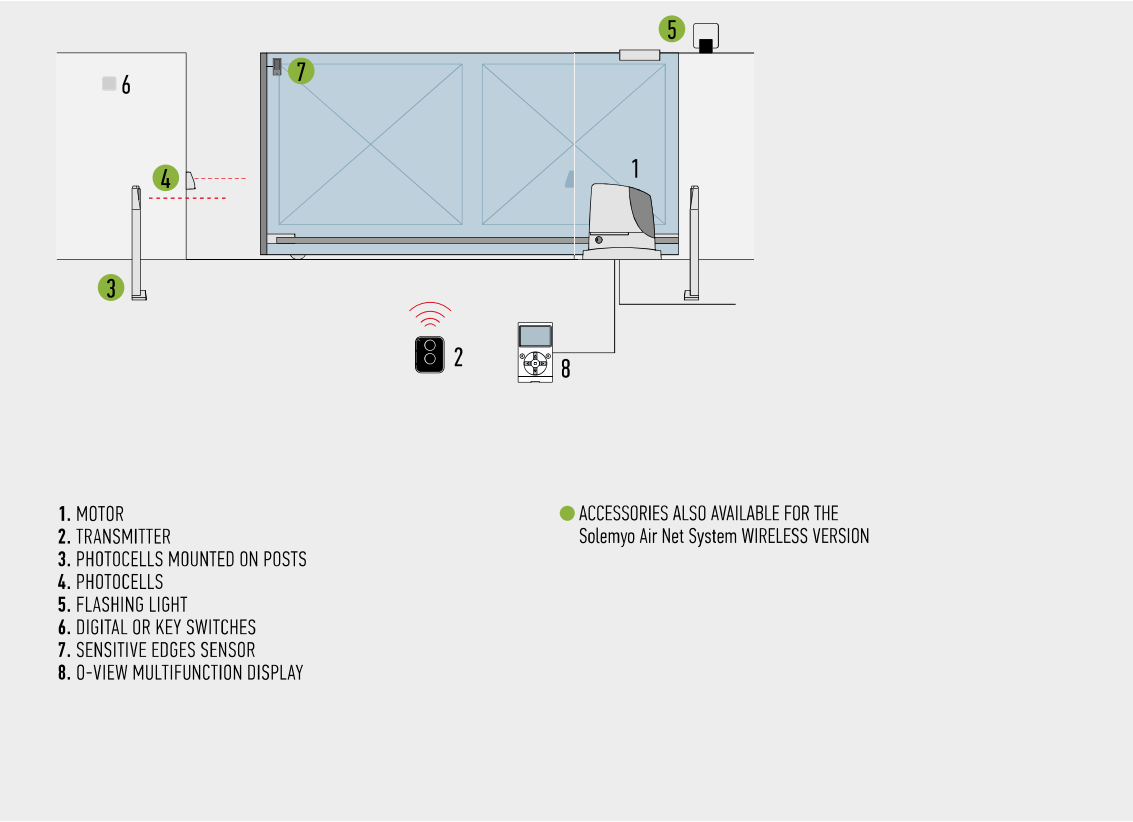 5
7
6
1
4
3
2
8
1. MOTOR
2. TRANSMITTER
3. PHOTOCELLS MOUNTED ON POSTS
4. PHOTOCELLS
5. FLASHING LIGHT
6. DIGITAL OR KEY SWITCHES
7. SENSITIVE EDGES SENSOR
8. O-VIEW MULTIFUNCTION DISPLAY
ACCESSORIES ALSO AVAILABLE FOR THE
Solemyo Air Net System WIRELESS VERSION